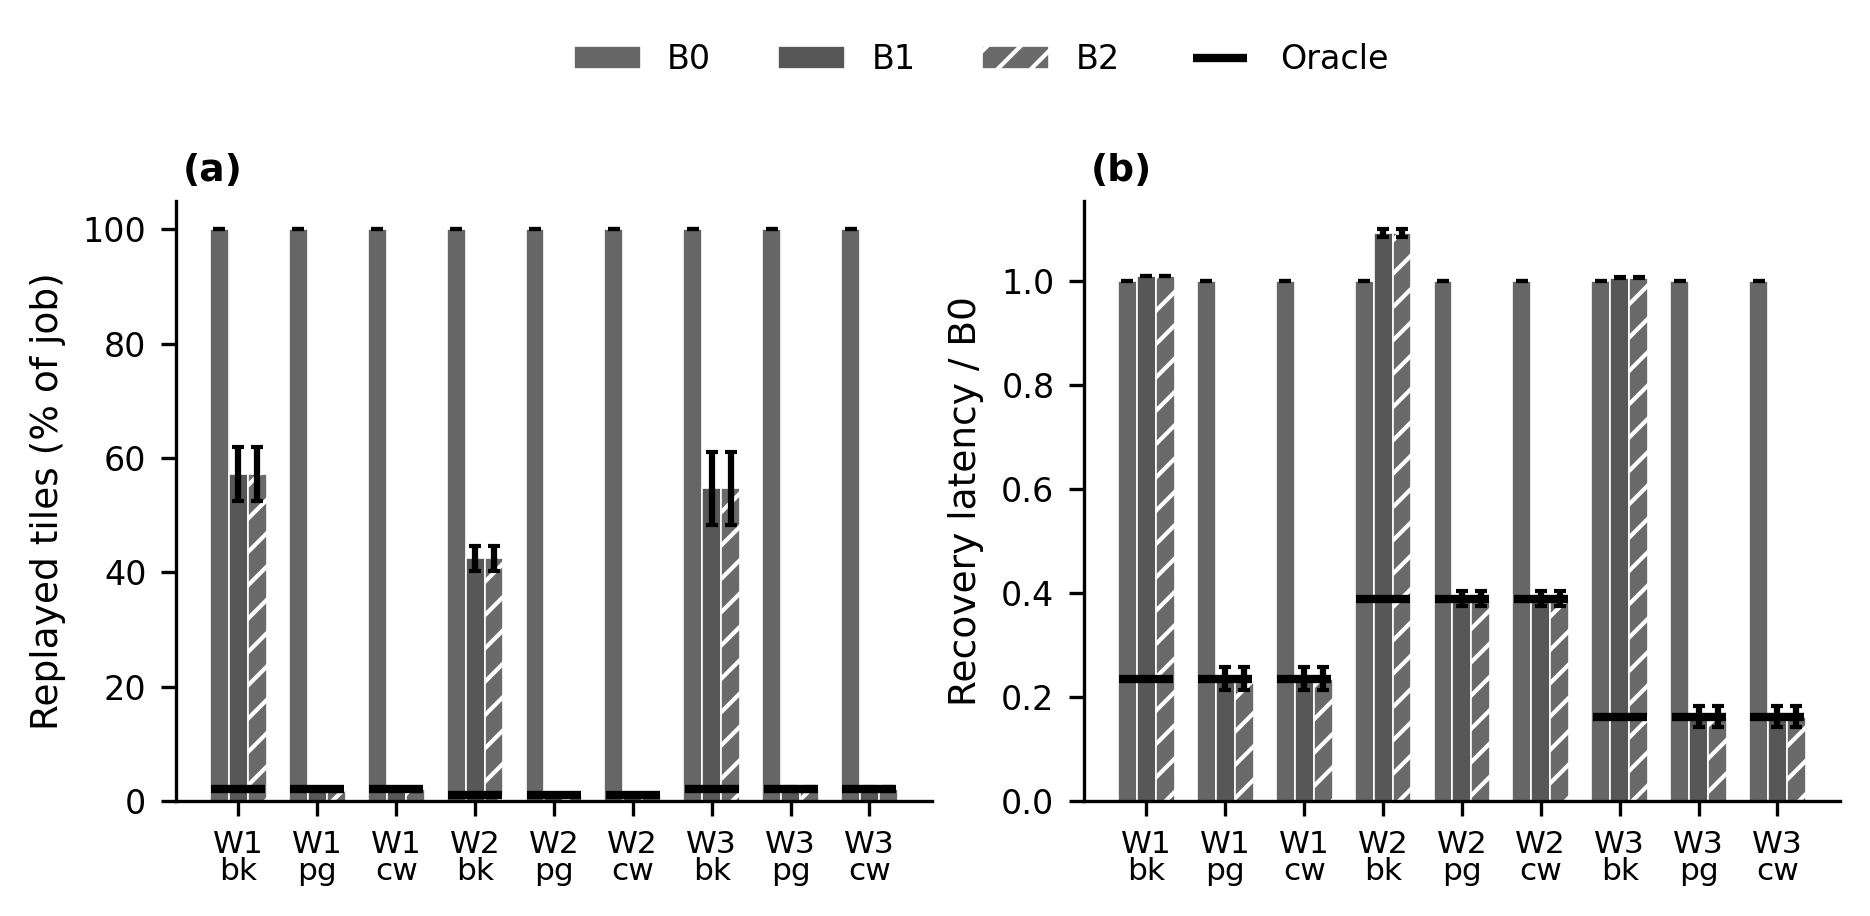 B0 B1 B2 Oracle
(a)
Replayed tiles (% of job)
100
80
60
40
20
0
W1 W1 W1 W2 W2 W2 W3 W3 W3
bk pg cw bk pg cw bk pg cw
(b)
Recovery latency / B0
1.0
0.8
0.6
0.4
0.2
0.0
W1 W1 W1 W2 W2 W2 W3 W3 W3
bk pg cw bk pg cw bk pg cw